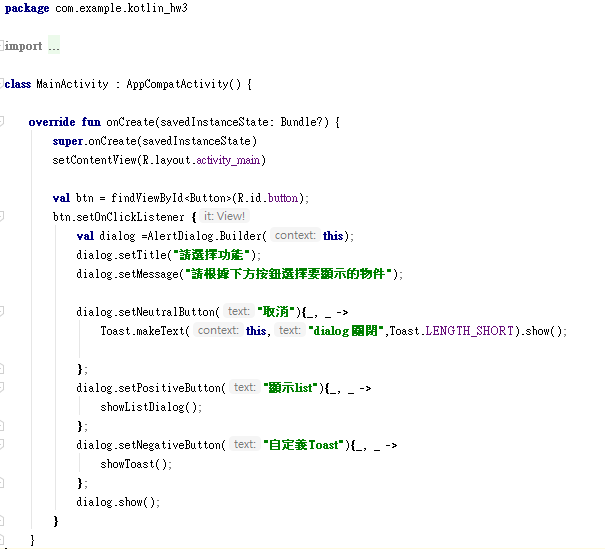 package com.example.kotlin_hw3
import ...
class MainActivity : AppCompatActivity() {
override fun onCreate(savedInstanceState: Bundle?) {
super.onCreate(savedInstanceState)
setContentView(R.layout.activity_main)
val btn = findViewById<Button>(R.id.button);
btn.setOnClickListener { it: View!
val dialog =AlertDialog.Builder( context: this);
dialog.setTitle("請選擇功能");
dialog.setMessage("請根據下方按鈕選擇要顯示的物件");
dialog.setNeutralButton( text: "取消"){_, _ ->
Toast.makeText( context: this, text: "dialog關閉",Toast.LENGTH_SHORT).show();
};
dialog.setPositiveButton( text: "顯示list"){_, _ ->
showListDialog();
};
dialog.setNegativeButton( text: "自定義Toast"){_, _ ->
showToast();
};
dialog.show();
}
}